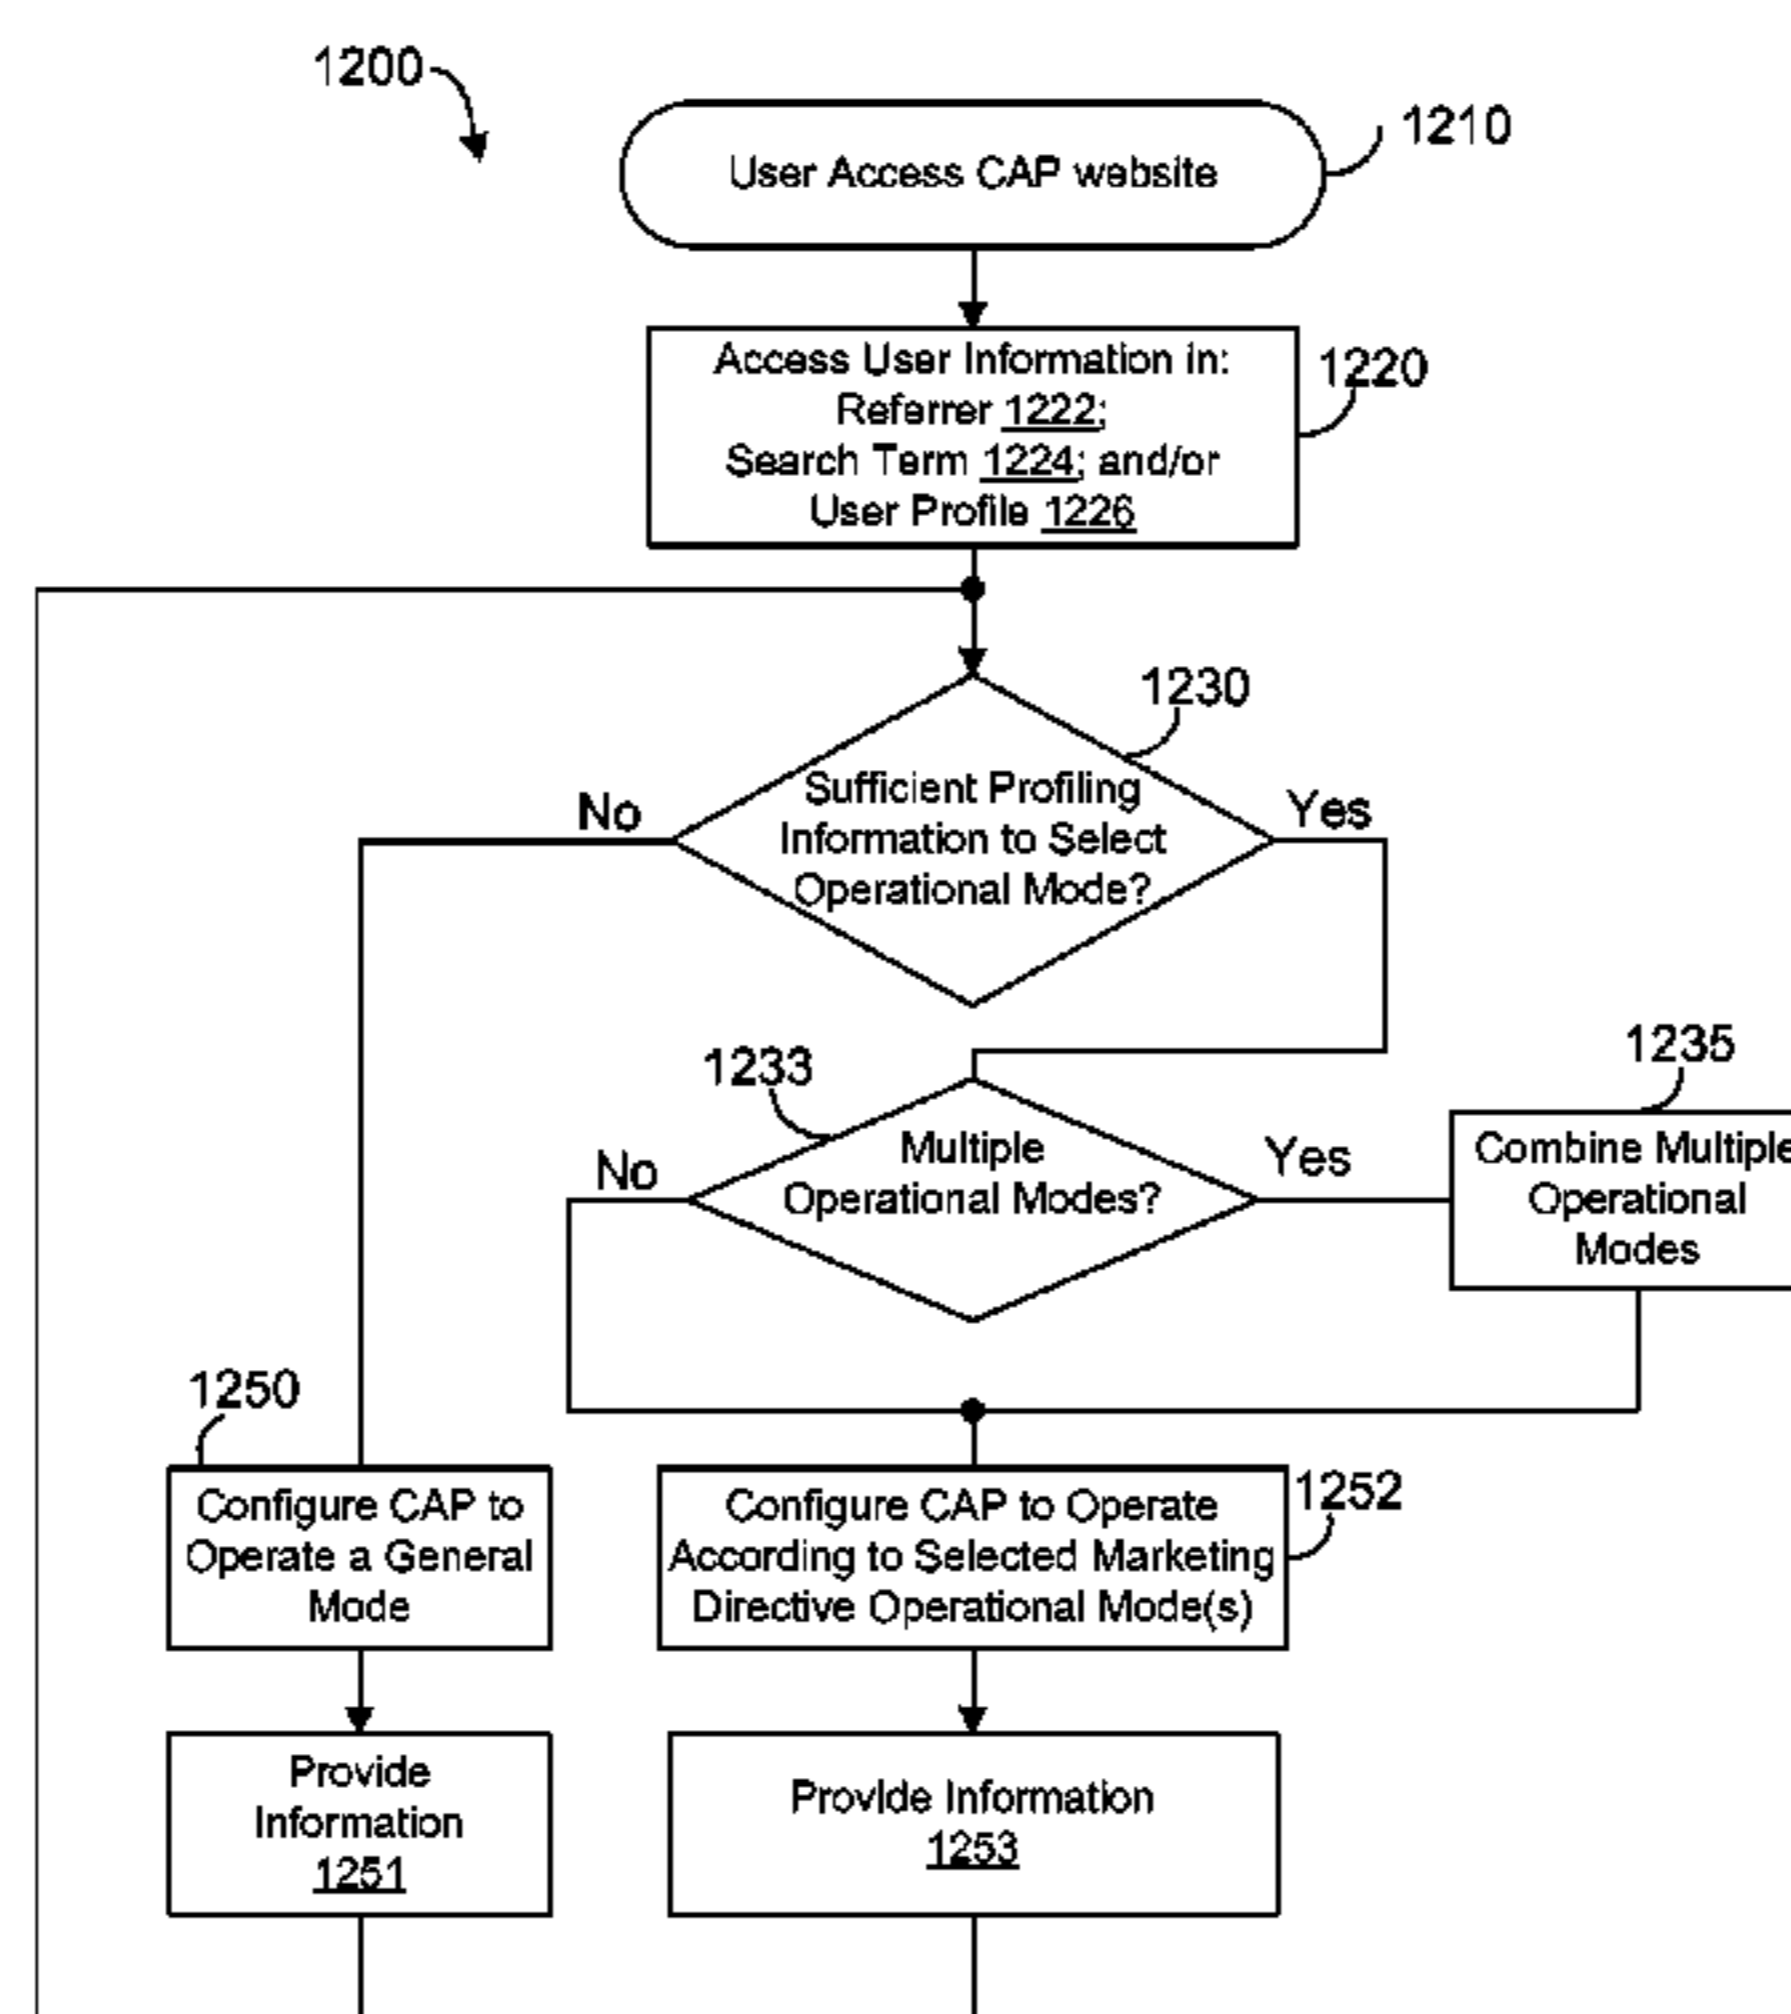 1200
1210
User Access CAP website
Access User Information in:
Referrer 1222;
Search Term 1224; and/or
User Profile 1226
1220
1230
Sufficient Profiling
Information to Select
Operational Mode?
No
Yes
1233
1235
Multiple
Operational Modes?
No
Yes
Combine Multiple
Operational
Modes
1250
Configure CAP to
Operate a General
Mode
Configure CAP to Operate
According to Selected Marketing
Directive Operational Mode(s)
1252
Provide
Information
1251
Provide Information
1253